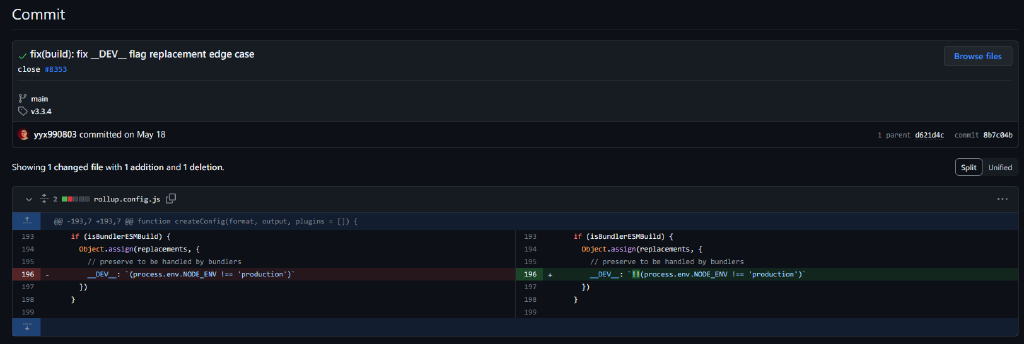 Commit
fix(build): fix __DEV__ flag replacement edge case
Browse files
close #8353
main
v3.3.4
yyx990803 committed on May 18
1 parent d621d4c commit 8b7c04b
Showing 1 changed file with 1 addition and 1 deletion.
Split Unified
2 rollup.config.js
@@ -193,7 +193,7 @@ function createConfig(format, output, plugins = []) {
193 if (isBundlerESMBuild) {
194 Object.assign(replacements, {
195 // preserve to be handled by bundlers
196 - __DEV__: `(process.env.NODE_ENV !== 'production')`
197 })
198 }
199
193 if (isBundlerESMBuild) {
194 Object.assign(replacements, {
195 // preserve to be handled by bundlers
196 + __DEV__: `!!(process.env.NODE_ENV !== 'production')`
197 })
198 }
199